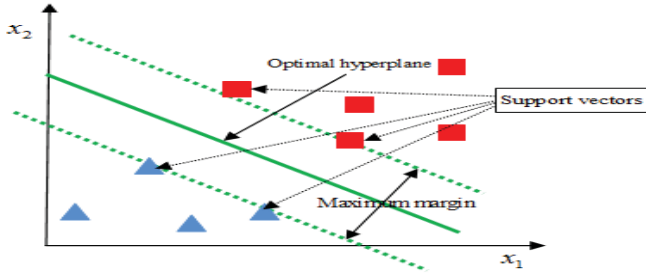 x2
Optimal hyperplane
Support vectors
Maximum margin
x1